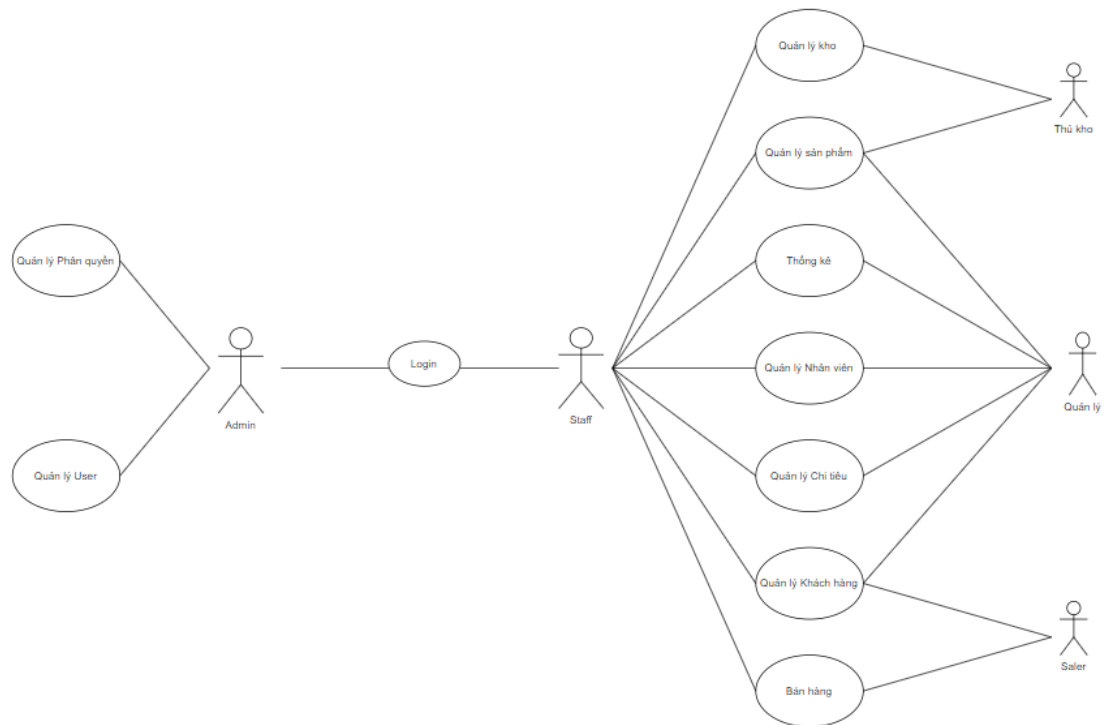 Quản lý kho
Thủ kho
Quản lý sản phẩm
Quản lý Phân quyền
Thống kê
Login
Quản lý Nhân viên
Quản lý
Admin
Staff
Quản lý User
Quản lý Chi tiêu
Quản lý Khách hàng
Saler
Bán hàng